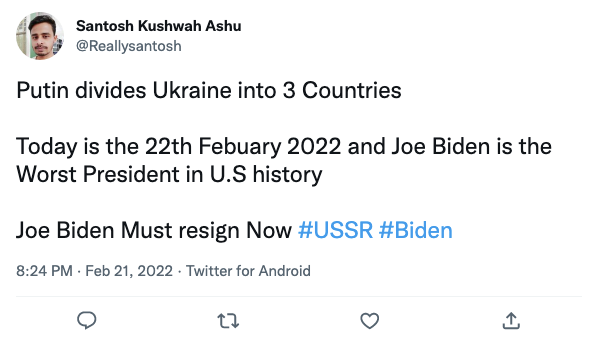 Santosh Kushwah Ashu
@Reallysantosh
Putin divides Ukraine into 3 Countries
Today is the 22th Febuary 2022 and Joe Biden is the
Worst President in U.S history
Joe Biden Must resign Now #USSR #Biden
8:24 PM · Feb 21, 2022 · Twitter for Android